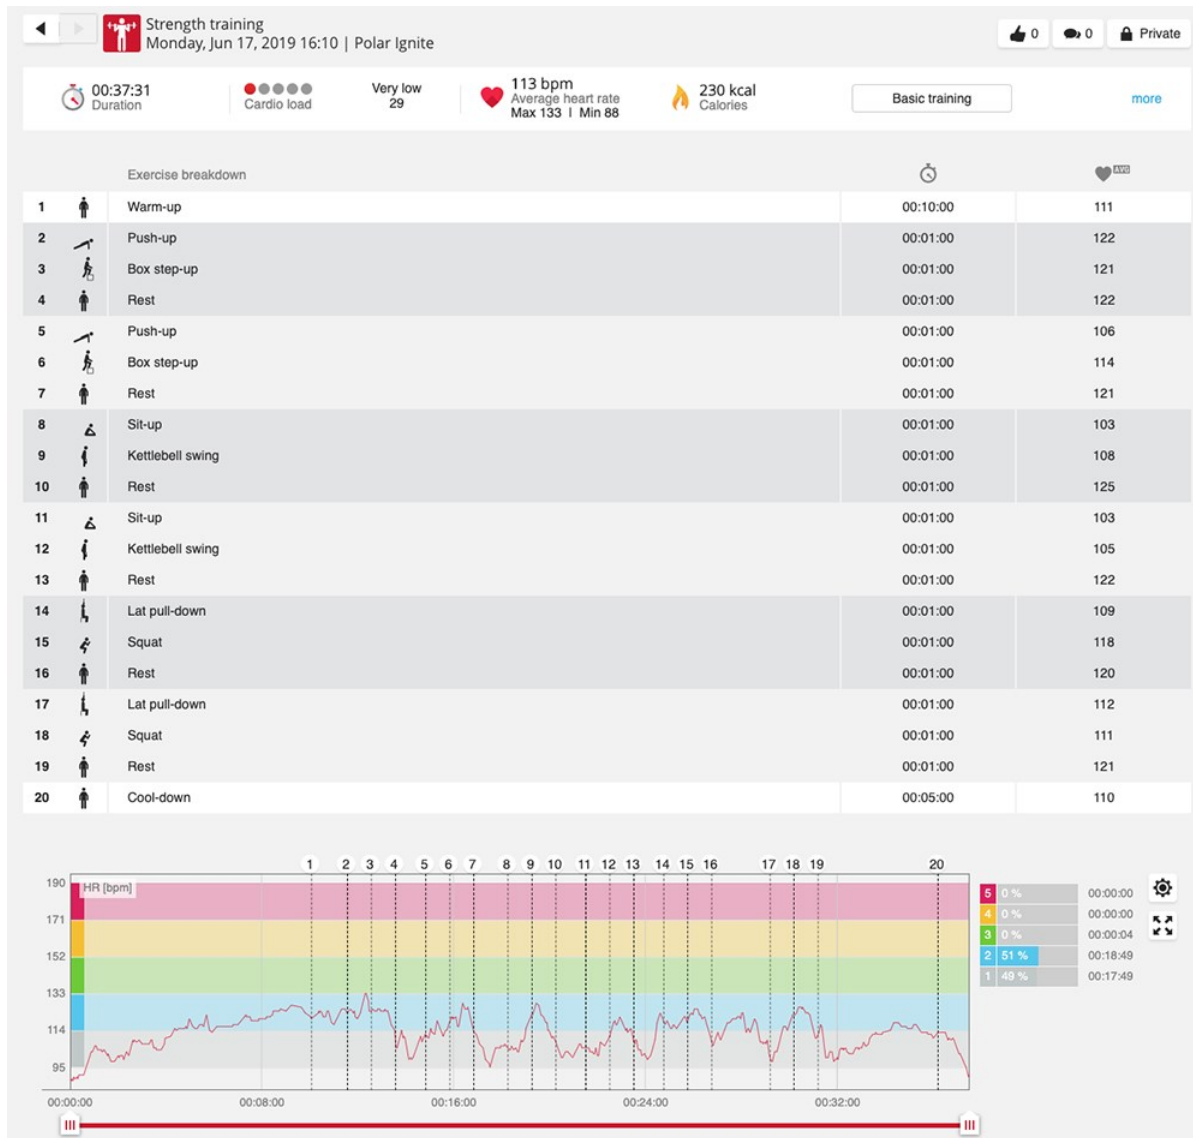 Strength training
Monday, Jun 17, 2019 16:10 | Polar Ignite
0
0
Private
00:37:31
Duration
Cardio load
Very low
29
113 bpm
Average heart rate
Max 133 | Min 88
230 kcal
Calories
Basic training
more
Exercise breakdown AVG
1 Warm-up 00:10:00 111
2 Push-up 00:01:00 122
3 Box step-up 00:01:00 121
4 Rest 00:01:00 122
5 Push-up 00:01:00 106
6 Box step-up 00:01:00 114
7 Rest 00:01:00 121
8 Sit-up 00:01:00 103
9 Kettlebell swing 00:01:00 108
10 Rest 00:01:00 125
11 Sit-up 00:01:00 103
12 Kettlebell swing 00:01:00 105
13 Rest 00:01:00 122
14 Lat pull-down 00:01:00 109
15 Squat 00:01:00 118
16 Rest 00:01:00 120
17 Lat pull-down 00:01:00 112
18 Squat 00:01:00 111
19 Rest 00:01:00 121
20 Cool-down 00:05:00 110
1 2 3 4 5 6 7 8 9 10 11 12 13 14 15 16 17 18 19 20
HR [bpm]
190
171
152
133
114
95
00:00:00 00:08:00 00:16:00 00:24:00 00:32:00
5 0 % 00:00:00
4 0 % 00:00:00
3 0 % 00:00:04
2 51 % 00:18:49
1 49 % 00:17:49